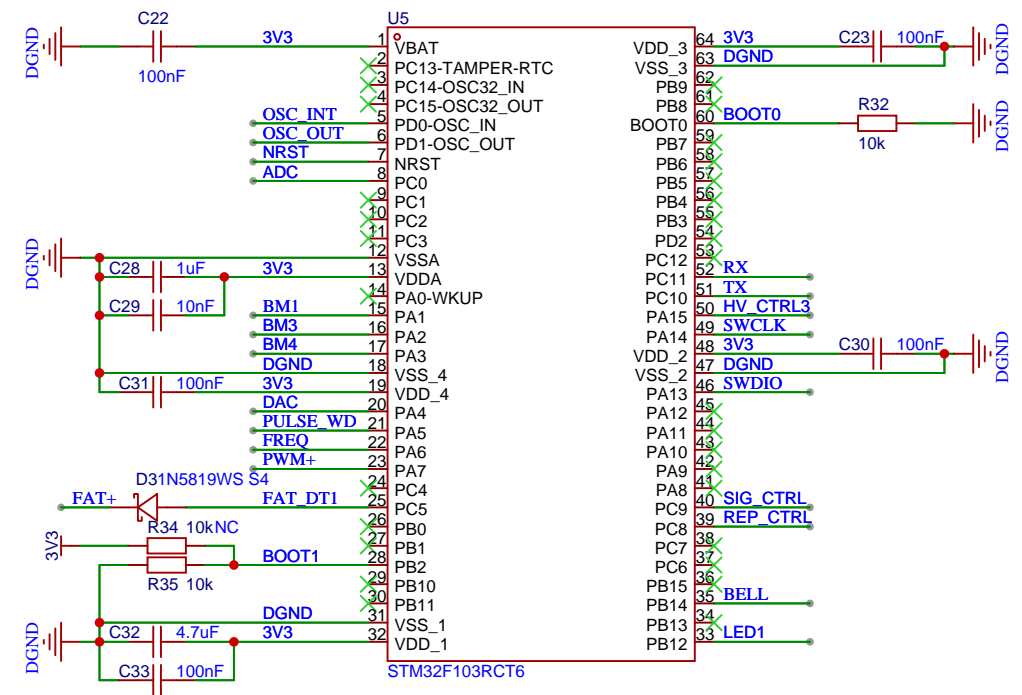 C22
U5
DGND
3V3
1
VBAT
100nF
2
PC13-TAMPER-RTC
3
PC14-OSC32_IN
4
PC15-OSC32_OUT
OSC_INT
5
PD0-OSC_IN
OSC_OUT
6
PD1-OSC_OUT
NRST
7
NRST
ADC
8
PC0
9
PC1
10
PC2
11
PC3
DGND
12
VSSA
C28
1uF
3V3
13
VDDA
14
PA0-WKUP
C29
10nF
BM1
15
PA1
BM3
16
PA2
BM4
17
PA3
DGND
18
VSS_4
C31
100nF
3V3
19
VDD_4
DAC
20
PA4
PULSE_WD
21
PA5
FREQ
22
PA6
PWM+
23
PA7
24
PC4
D31N5819WS S4
FAT+
FAT_DT1
25
PC5
26
PB0
R34 10kNC
3V3
27
PB1
BOOT1
28
PB2
R35 10k
29
PB10
30
PB11
DGND
31
VSS_1
DGND
C32
4.7uF
3V3
32
VDD_1
C33
100nF
STM32F103RCT6
VDD_3
64
3V3
C23
100nF
DGND
VSS_3
63
DGND
PB9
62
PB8
61
BOOT0
60
BOOT0
R32
10k
DGND
PB7
59
PB6
58
PB5
57
PB4
56
PB3
55
PD2
54
PC12
53
PC11
52
RX
PC10
51
TX
PA15
50
HV_CTRL3
PA14
49
SWCLK
VDD_2
48
3V3
C30
100nF
DGND
VSS_2
47
DGND
PA13
46
SWDIO
PA12
45
PA11
44
PA10
43
PA9
42
PA8
41
PC9
40
SIG_CTRL
PC8
39
REP_CTRL
PC7
38
PC6
37
PB15
36
PB14
35
BELL
PB13
34
PB12
33
LED1